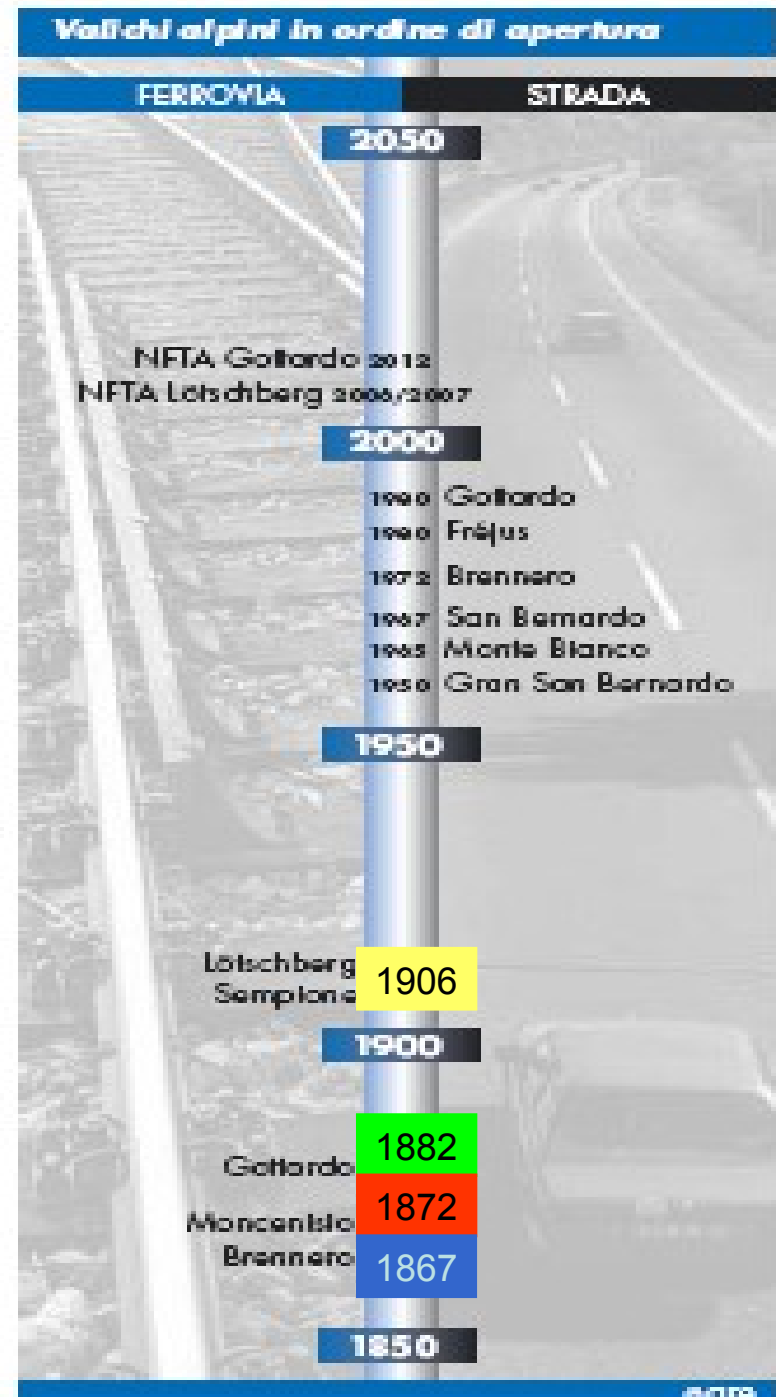 Valichi alpini in ordine di apertura
FERROVIA STRADA
2050
NFTA Gottardo 2012
NFTA Lötschberg 2006/2007
2000
1980 Gottardo
1980 Fréjus
1972 Brennero
1967 San Bernardo
1965 Monte Bianco
1950 Gran San Bernardo
1950
Lötschberg
Sempione 1906
1900
Gottardo 1882
Moncenisio 1872
Brennero 1867
1850